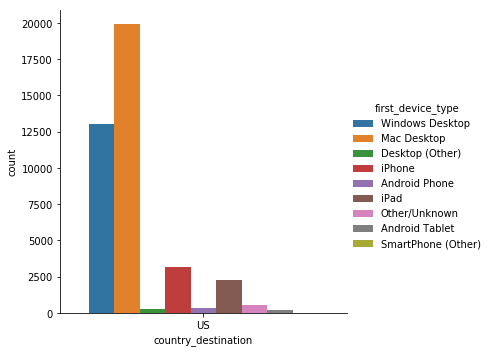 20000
17500
15000
12500
10000
7500
5000
2500
0
count
US
country_destination
first_device_type
Windows Desktop
Mac Desktop
Desktop (Other)
iPhone
Android Phone
iPad
Other/Unknown
Android Tablet
SmartPhone (Other)